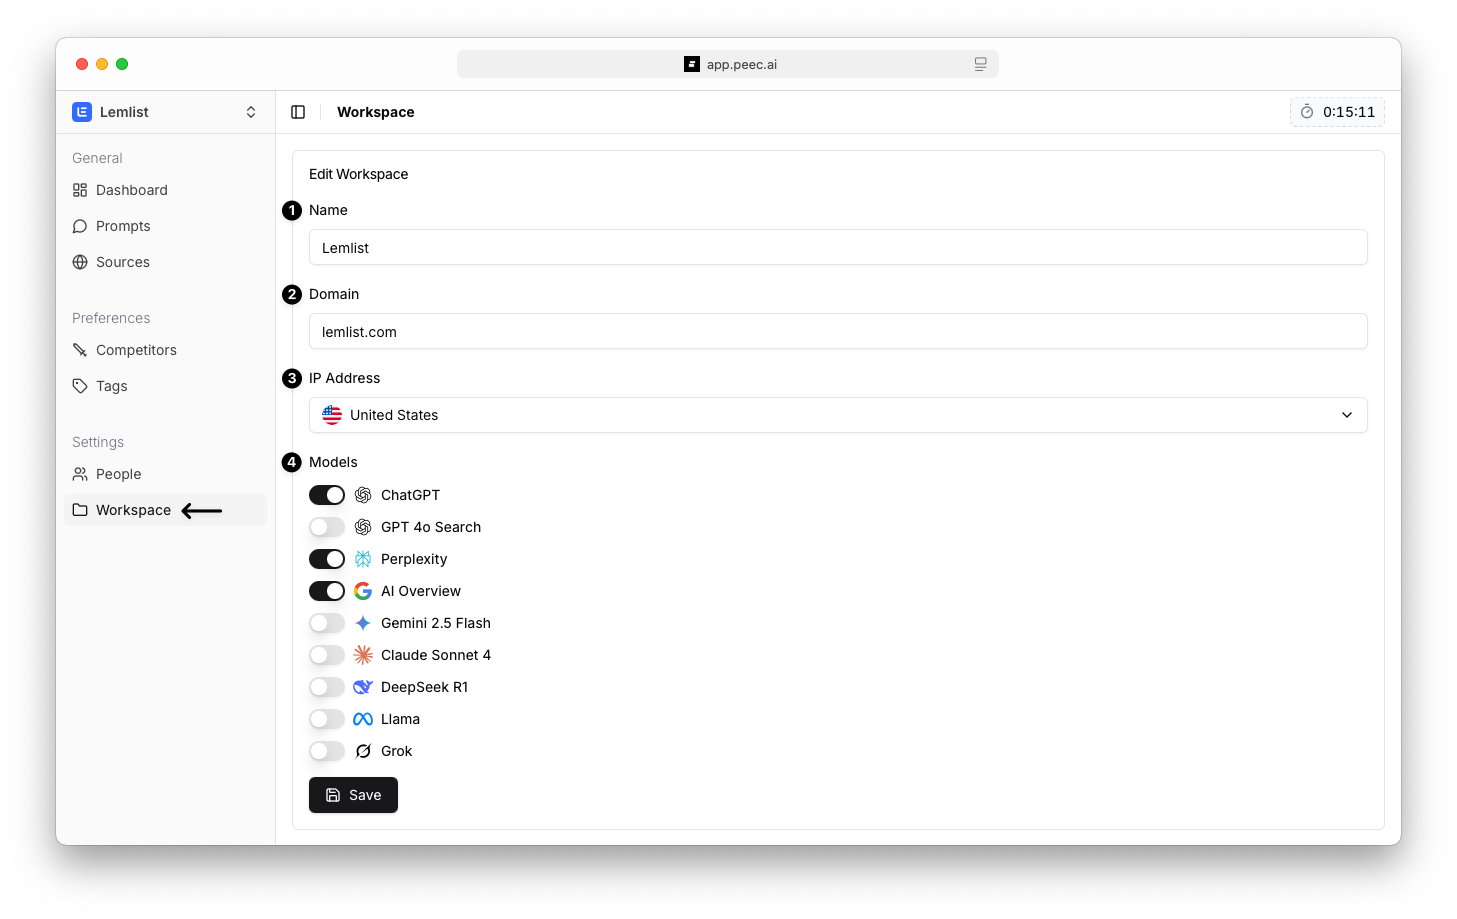 app.peec.ai
Lemlist
Workspace
0:15:11
General
Dashboard
Prompts
Sources
Preferences
Competitors
Tags
Settings
People
Workspace
Edit Workspace
1 Name
Lemlist
2 Domain
lemlist.com
3 IP Address
United States
4 Models
ChatGPT
GPT 4o Search
Perplexity
AI Overview
Gemini 2.5 Flash
Claude Sonnet 4
DeepSeek R1
Llama
Grok
Save